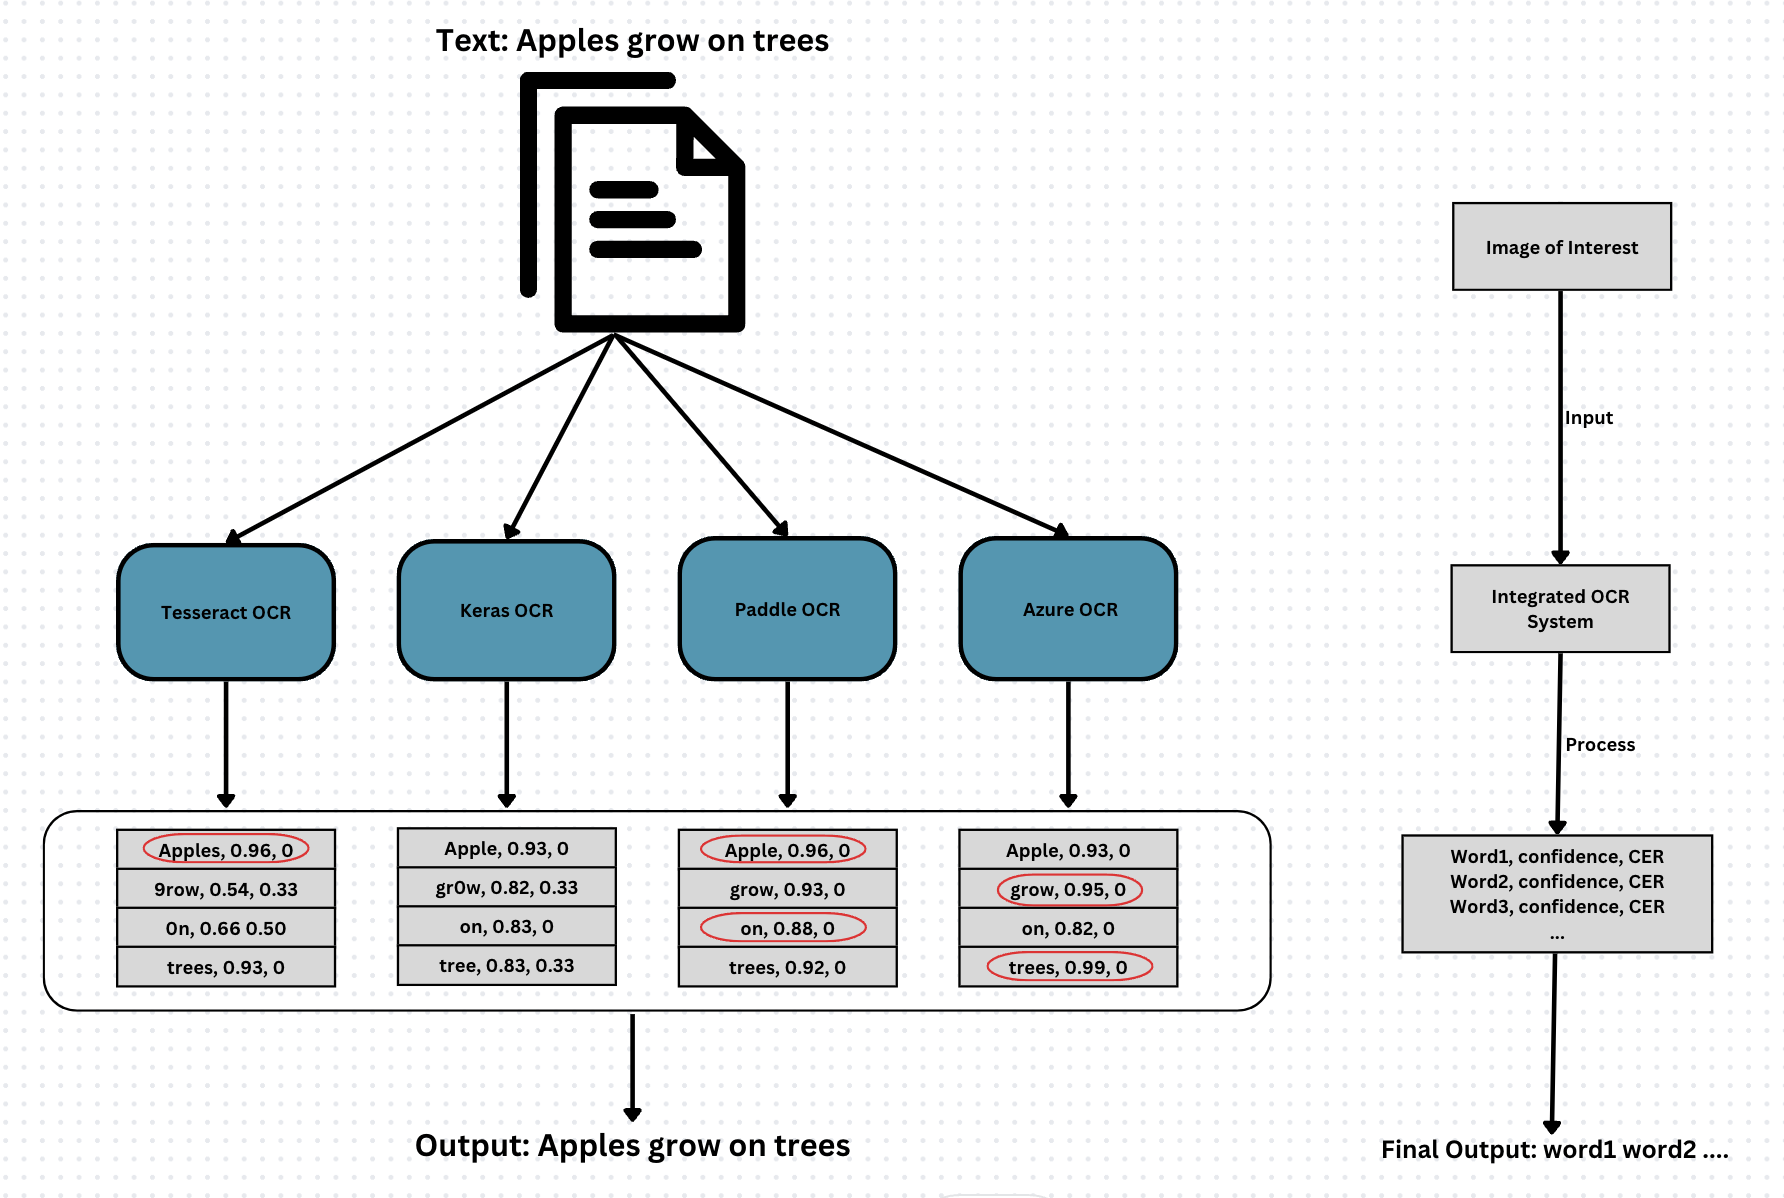 Text: Apples grow on trees
Tesseract OCR
Keras OCR
Paddle OCR
Azure OCR
Apples, 0.96, 0
9row, 0.54, 0.33
0n, 0.66 0.50
trees, 0.93, 0
Apple, 0.93, 0
gr0w, 0.82, 0.33
on, 0.83, 0
tree, 0.83, 0.33
Apple, 0.96, 0
grow, 0.93, 0
on, 0.88, 0
trees, 0.92, 0
Apple, 0.93, 0
grow, 0.95, 0
on, 0.82, 0
trees, 0.99, 0
Output: Apples grow on trees
Image of Interest
Input
Integrated OCR
System
Process
Word1, confidence, CER
Word2, confidence, CER
Word3, confidence, CER
...
Final Output: word1 word2 ....